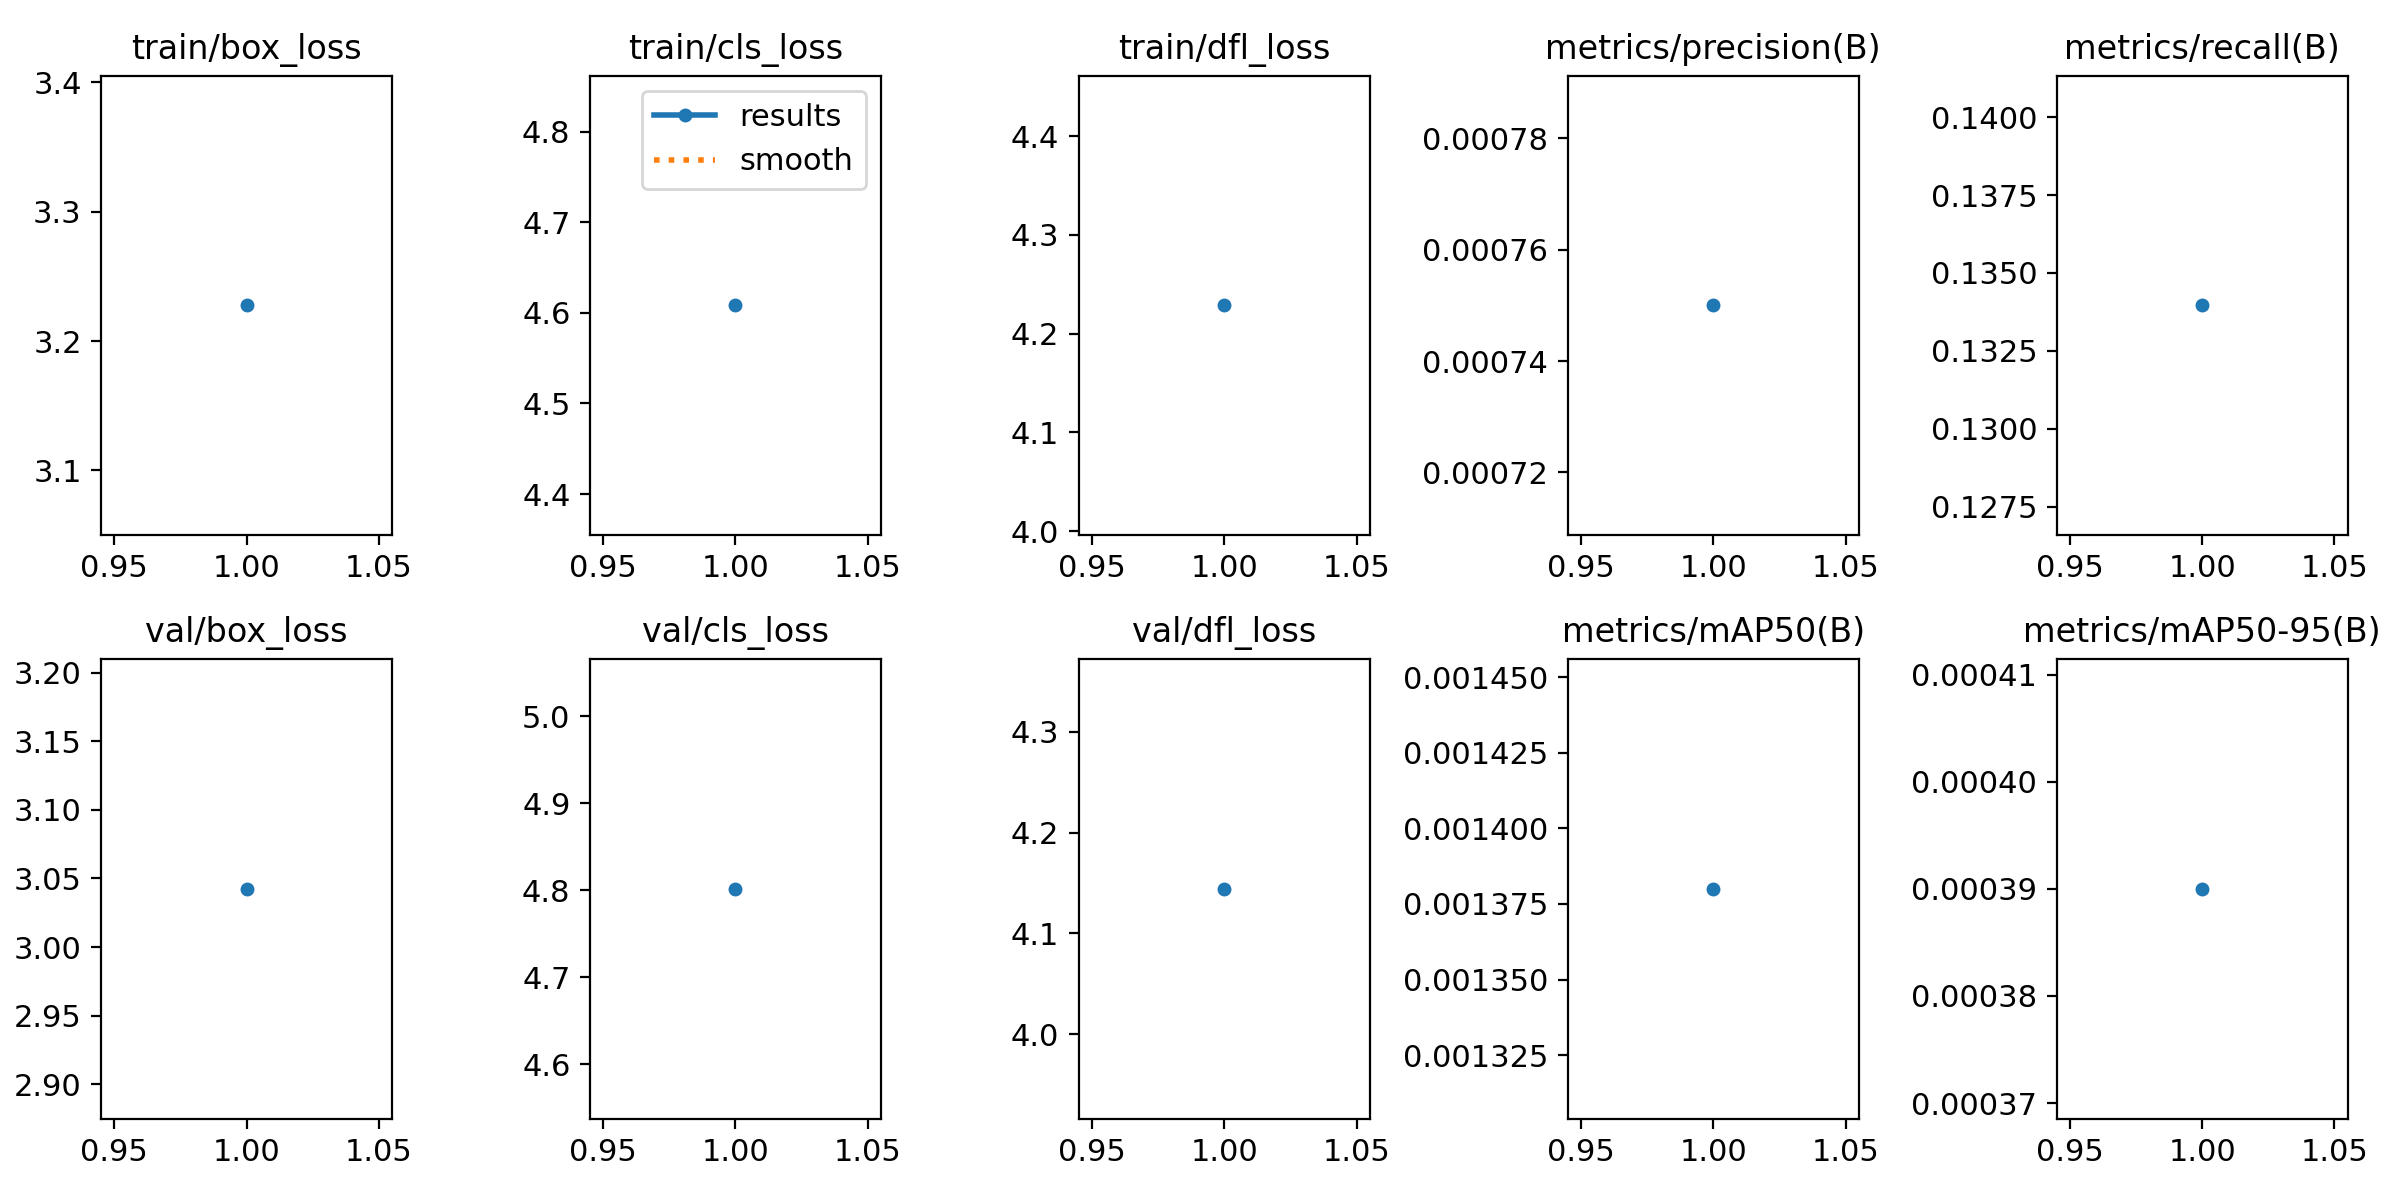 train/box_loss
3.4
3.3
3.2
3.1
0.95 1.00 1.05
train/cls_loss
results
smooth
4.8
4.7
4.6
4.5
4.4
0.95 1.00 1.05
train/dfl_loss
4.4
4.3
4.2
4.1
4.0
0.95 1.00 1.05
metrics/precision(B)
0.00078
0.00076
0.00074
0.00072
0.95 1.00 1.05
metrics/recall(B)
0.1400
0.1375
0.1350
0.1325
0.1300
0.1275
0.95 1.00 1.05
val/box_loss
3.20
3.15
3.10
3.05
3.00
2.95
2.90
0.95 1.00 1.05
val/cls_loss
5.0
4.9
4.8
4.7
4.6
0.95 1.00 1.05
val/dfl_loss
4.3
4.2
4.1
4.0
0.95 1.00 1.05
metrics/mAP50(B)
0.001450
0.001425
0.001400
0.001375
0.001350
0.001325
0.95 1.00 1.05
metrics/mAP50-95(B)
0.00041
0.00040
0.00039
0.00038
0.00037
0.95 1.00 1.05